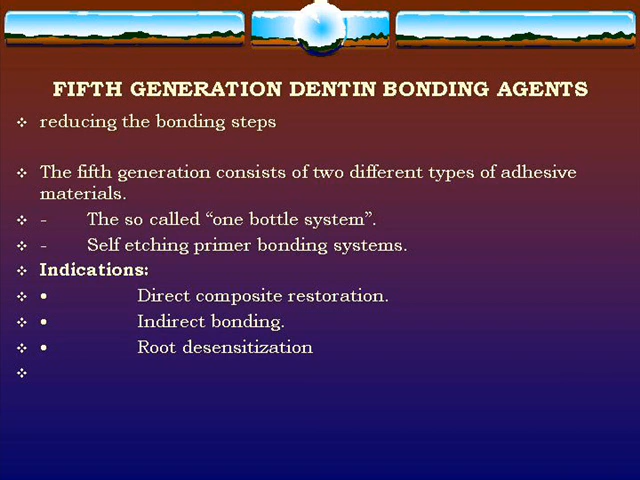 FIFTH GENERATION DENTIN BONDING AGENTS
❖ reducing the bonding steps
❖ The fifth generation consists of two different types of adhesive
materials.
❖ - The so called “one bottle system”.
❖ - Self etching primer bonding systems.
❖ Indications:
❖ • Direct composite restoration.
❖ • Indirect bonding.
❖ • Root desensitization
❖